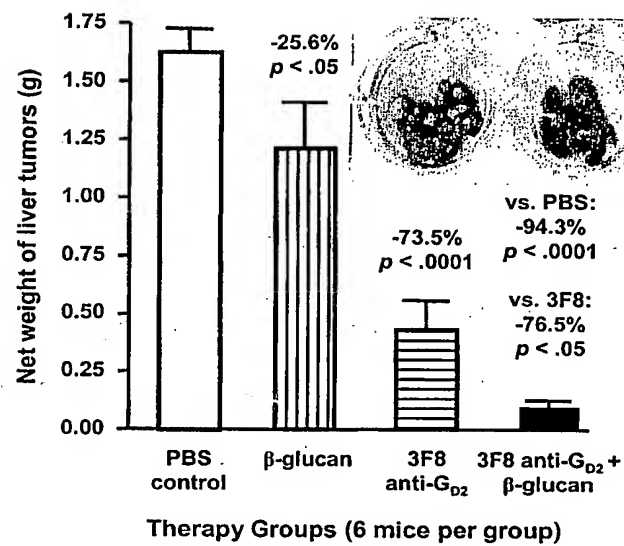 Net weight of liver tumors (g)
1.75
1.50
1.25
1.00
0.75
0.50
0.25
0.00
-25.6%
p < .05
-73.5%
p < .0001
vs. PBS:
-94.3%
p < .0001
vs. 3F8:
-76.5%
p < .05
PBS
control
β-glucan
3F8
anti-G_D2
3F8 anti-G_D2 +
β-glucan
Therapy Groups (6 mice per group)